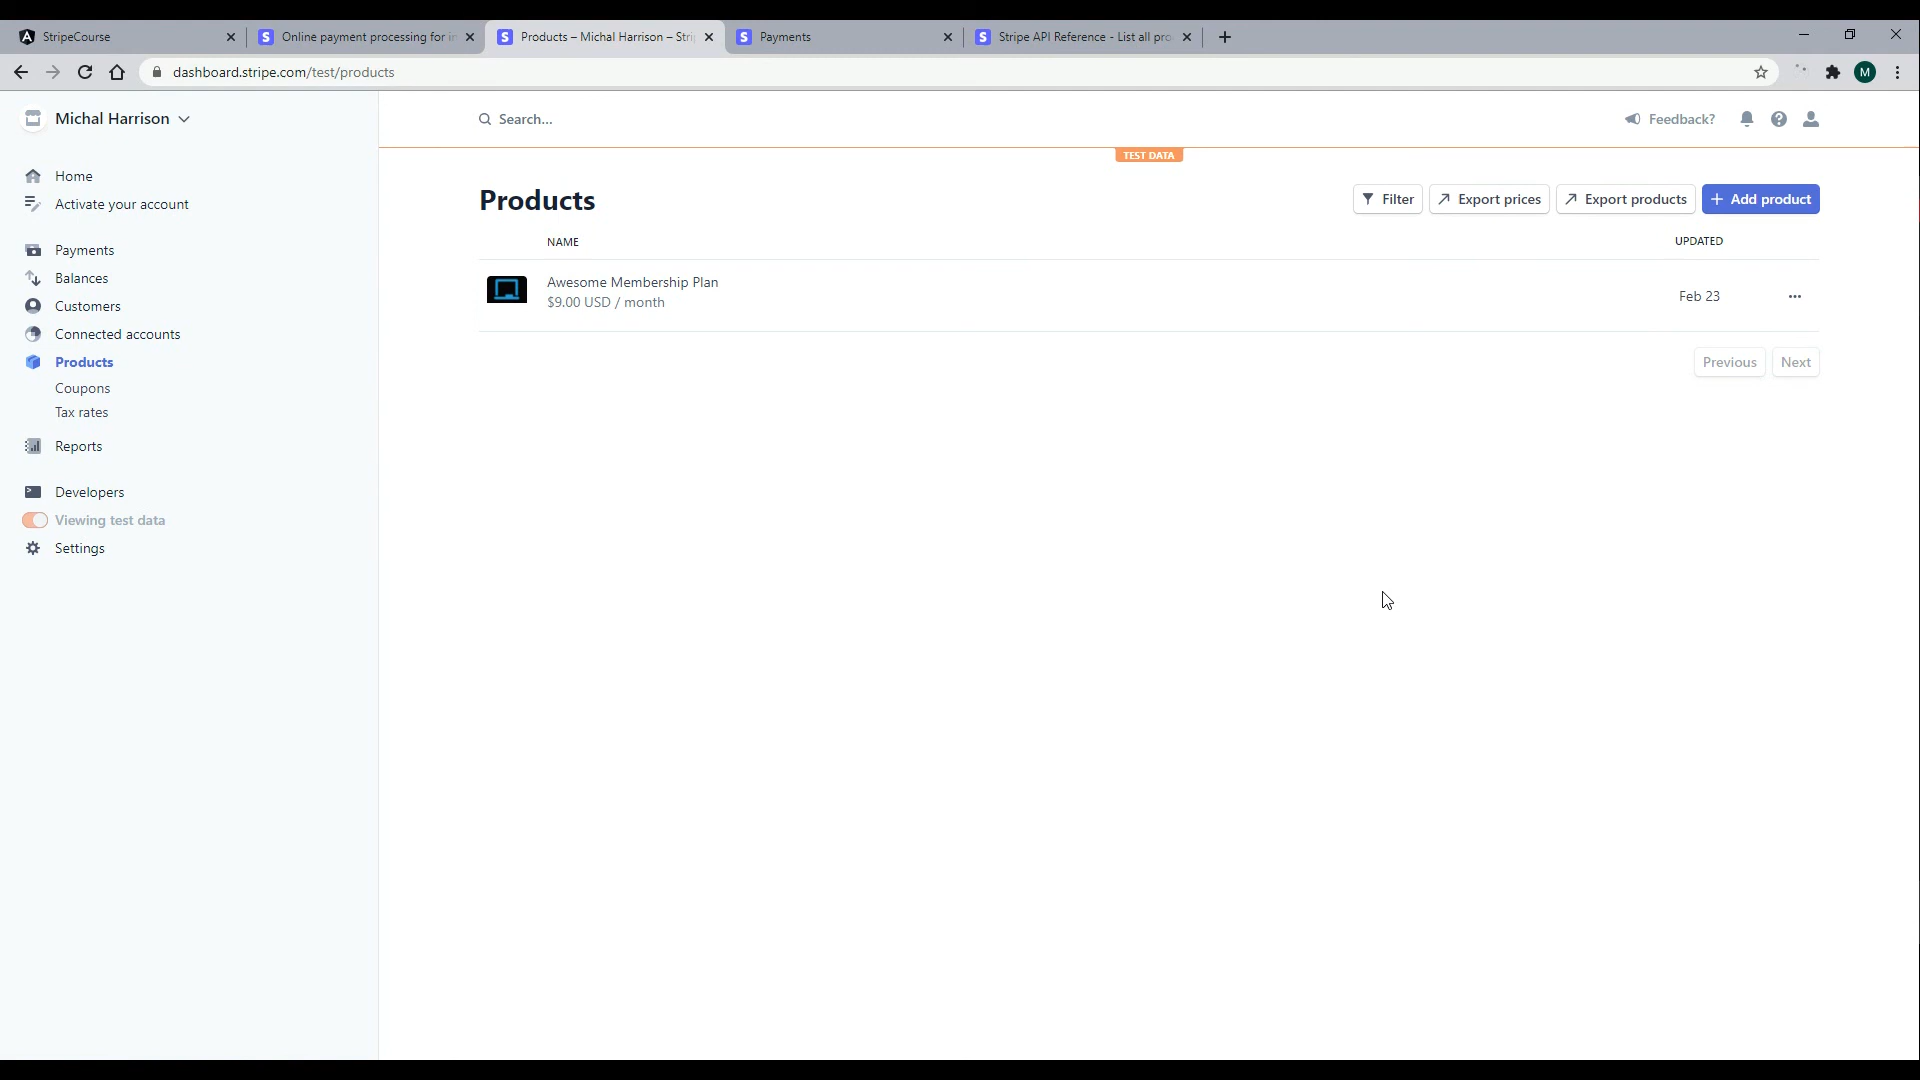 StripeCourse
Online payment processing for in
Products – Michal Harrison – Stri
Payments
Stripe API Reference - List all pro
dashboard.stripe.com/test/products
M
Michal Harrison
Search...
Feedback?
TEST DATA
Home
Activate your account
Payments
Balances
Customers
Connected accounts
Products
Coupons
Tax rates
Reports
Developers
Viewing test data
Settings
Products
Filter
Export prices
Export products
+ Add product
NAME
UPDATED
Awesome Membership Plan
$9.00 USD / month
Feb 23
Previous
Next